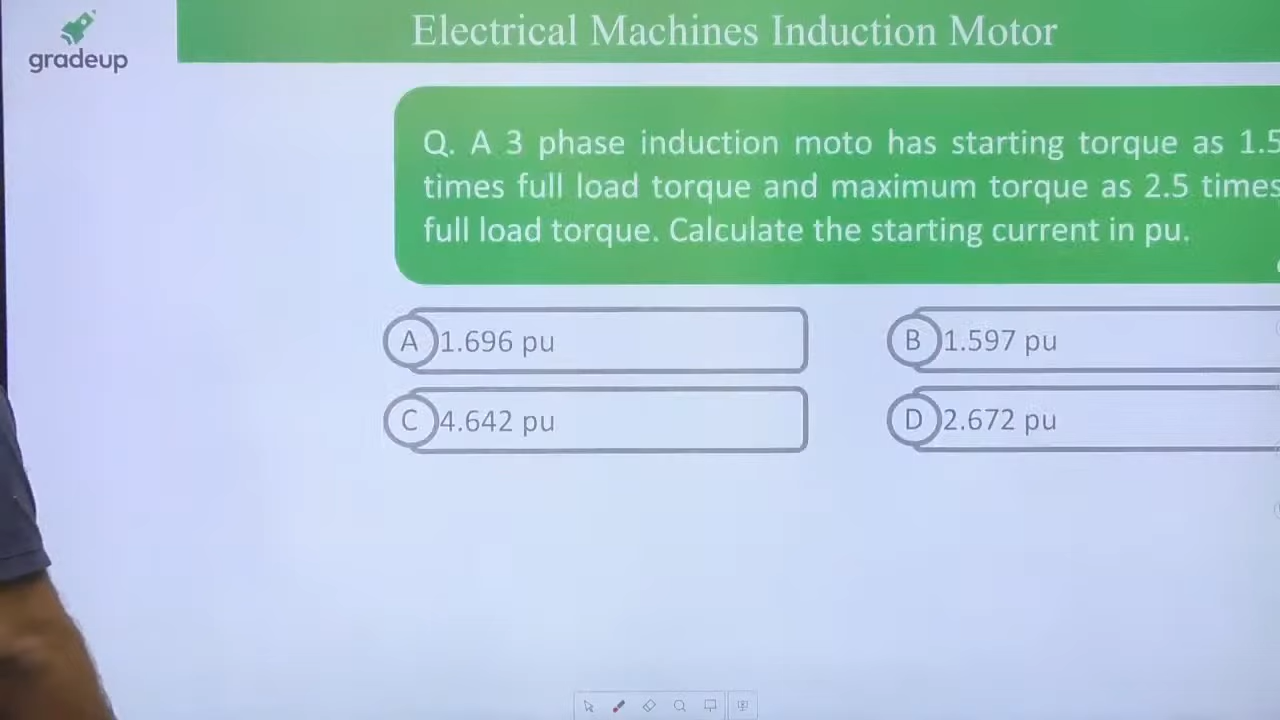 gradeup
Electrical Machines Induction Motor
Q. A 3 phase induction moto has starting torque as 1.5
times full load torque and maximum torque as 2.5 times
full load torque. Calculate the starting current in pu.
A 1.696 pu
B 1.597 pu
C 4.642 pu
D 2.672 pu